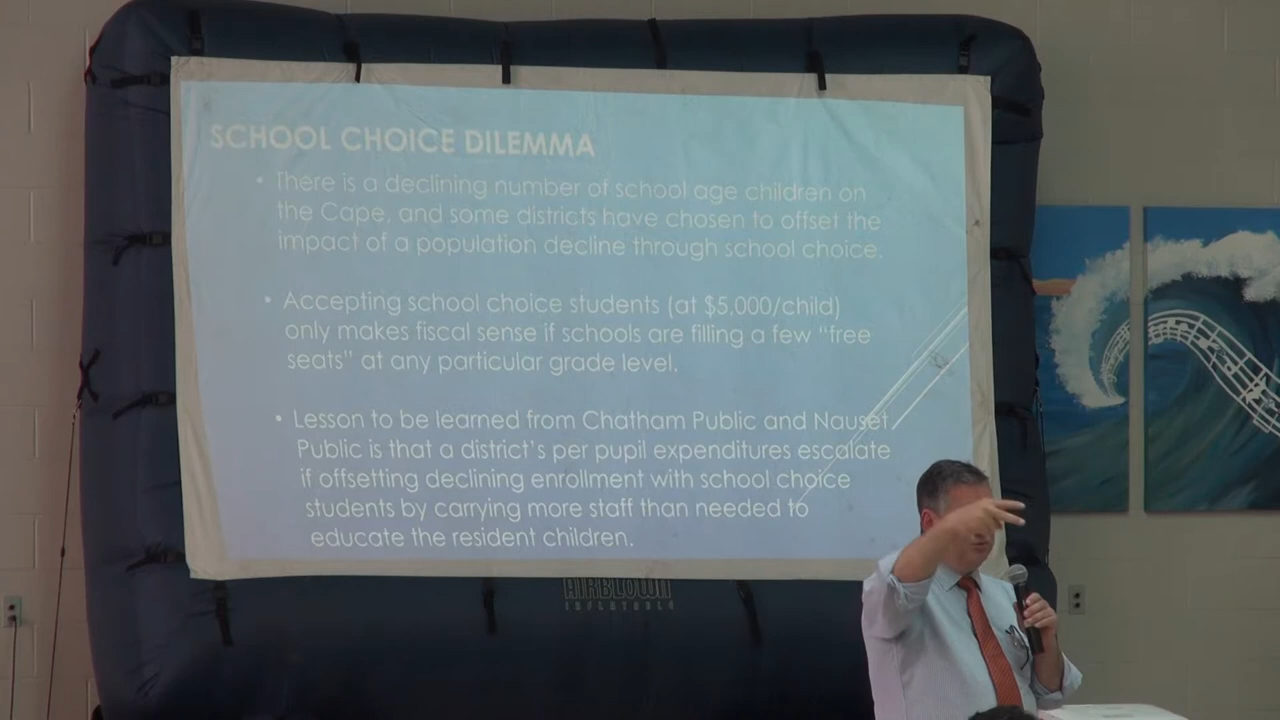 SCHOOL CHOICE DILEMMA
• There is a declining number of school age children on
the Cape, and some districts have chosen to offset the
impact of a population decline through school choice.
• Accepting school choice students (at $5,000/child)
only makes fiscal sense if schools are filling a few “free
seats” at any particular grade level.
• Lesson to be learned from Chatham Public and Nauset
Public is that a district’s per pupil expenditures escalate
if offsetting declining enrollment with school choice
students by carrying more staff than needed to
educate the resident children.
AIRBLOWN
INFLATABLE